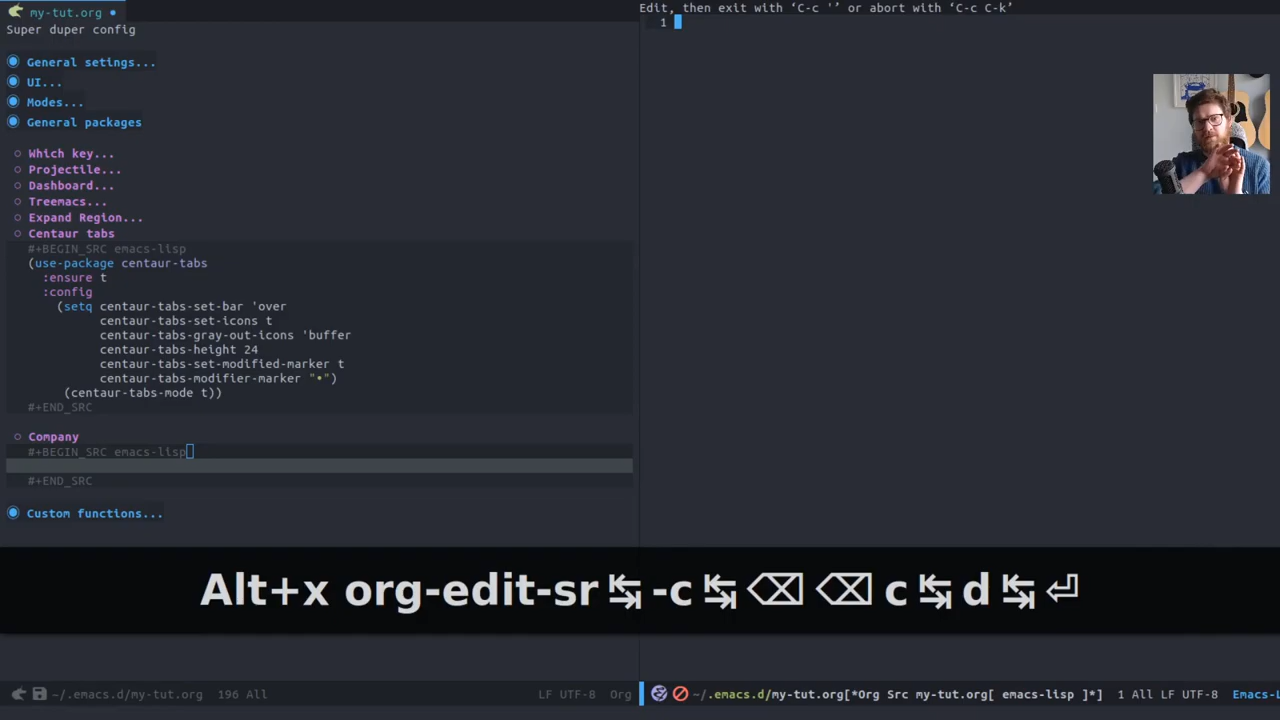 my-tut.org
Super duper config
General setings...
UI...
Modes...
General packages
Which key...
Projectile...
Dashboard...
Treemacs...
Expand Region...
Centaur tabs
#+BEGIN_SRC emacs-lisp
(use-package centaur-tabs
:ensure t
:config
(setq centaur-tabs-set-bar 'over
centaur-tabs-set-icons t
centaur-tabs-gray-out-icons 'buffer
centaur-tabs-height 24
centaur-tabs-set-modified-marker t
centaur-tabs-modifier-marker "•")
(centaur-tabs-mode t))
#+END_SRC
Company
#+BEGIN_SRC emacs-lisp
#+END_SRC
Custom functions...
Edit, then exit with ‘C-c '’ or abort with ‘C-c C-k’
1
Alt+x org-edit-sr↹-c↹⌫⌫c↹d↹⏎
~/.emacs.d/my-tut.org 196 All LF UTF-8 Org
~/.emacs.d/my-tut.org[*Org Src my-tut.org[ emacs-lisp ]*] 1 All LF UTF-8 Emacs-L